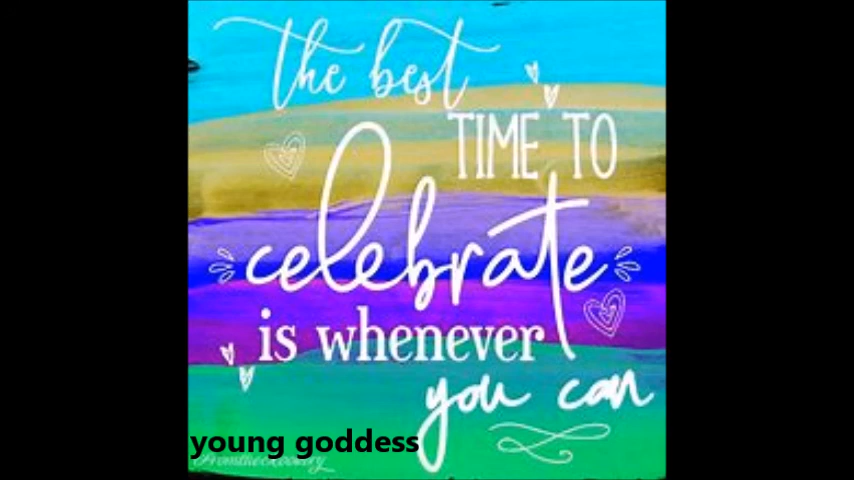 the best
TIME TO
celebrate
is whenever
you can
young goddess